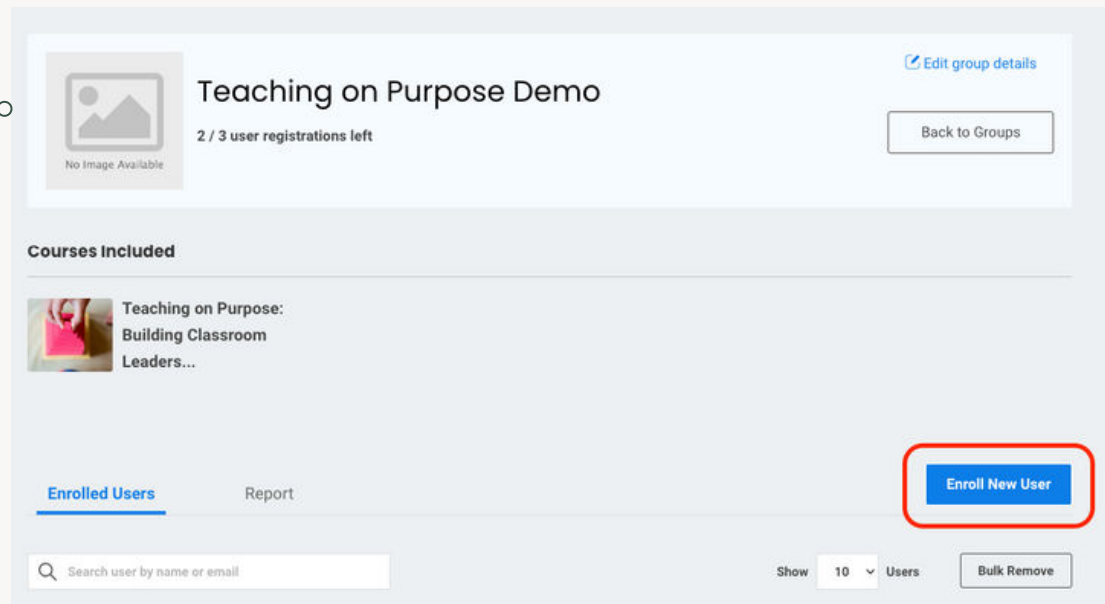 Edit group details
Teaching on Purpose Demo
2 / 3 user registrations left
Back to Groups
No Image Available
Courses Included
Teaching on Purpose:
Building Classroom
Leaders...
Enroll New User
Enrolled Users
Report
Search user by name or email
Show 10 Users
Bulk Remove